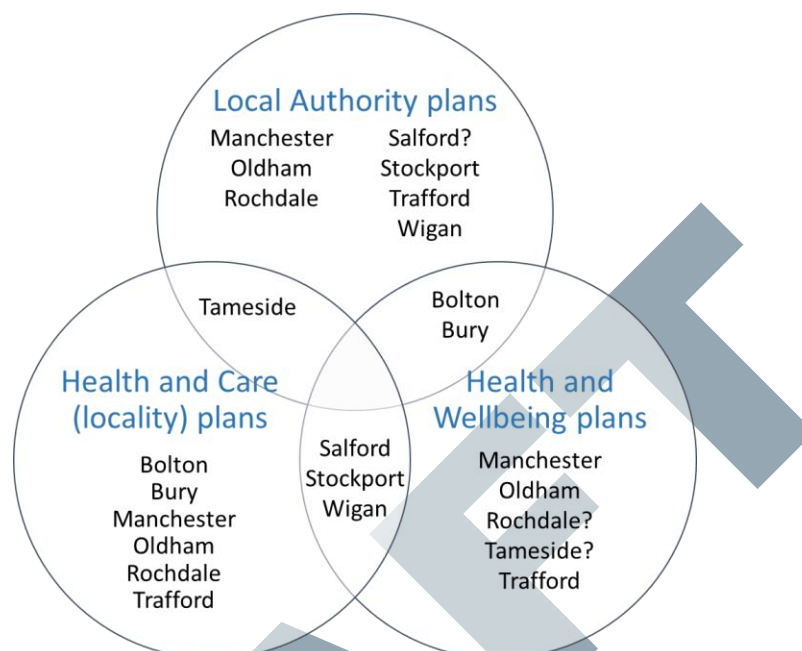 Local Authority plans
Manchester
Oldham
Rochdale
Salford?
Stockport
Trafford
Wigan
Tameside
Bolton
Bury
Health and Care
(locality) plans
Bolton
Bury
Manchester
Oldham
Rochdale
Trafford
Salford
Stockport
Wigan
Health and
Wellbeing plans
Manchester
Oldham
Rochdale?
Tameside?
Trafford